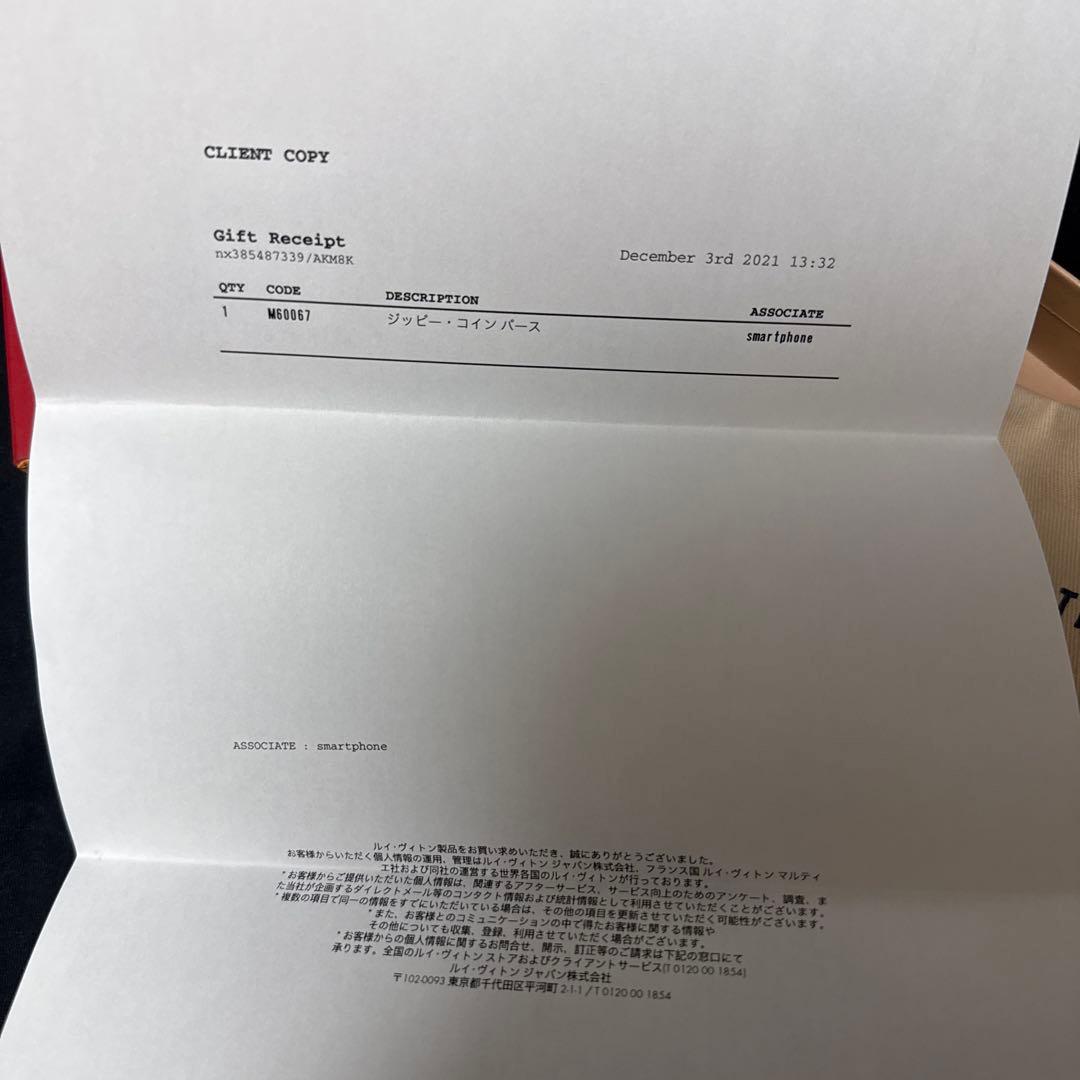 CLIENT COPY
Gift Receipt
nx385487339/AKM8K
December 3rd 2021 13:32
QTY CODE DESCRIPTION ASSOCIATE
1 M60067 ジッピー・コイン パース smartphone
ASSOCIATE : smartphone
ルイ·ヴィトン製品をお買い求めいただき、誠にありがとうございました。
お客様からいただく個人情報の運用、管理はルイ·ヴィトン ジャパン株式会社、フランス国 ルイ·ヴィトン マルティ
エ社および同社の運営する世界各国のルイ·ヴィトンが行っております。
*お客様からご提供いただいた個人情報は、関連するアフターサービス、サービス向上のためのアンケート、調査、ま
た当社が企画するダイレクトメール等のコンタクト情報および統計情報として利用させていただくことがございます。
*複数の項目で同一の情報をすでにいただいている場合は、その他の項目を更新させていただく可能性がございます。
*また、お客様とのコミュニケーションの中で得たお客様に関する情報や
その他についても収集、登録、利用させていただく場合がございます。
*お客様からの個人情報に関するお問合せ、開示、訂正等のご請求は下記の窓口にて
承ります。全国のルイ·ヴィトン ストアおよびクライアントサービス(T 0120 00 1854)
ルイ·ヴィトン ジャパン株式会社
〒102-0093 東京都千代田区平河町 2-1-1 / T 0120 00 1854